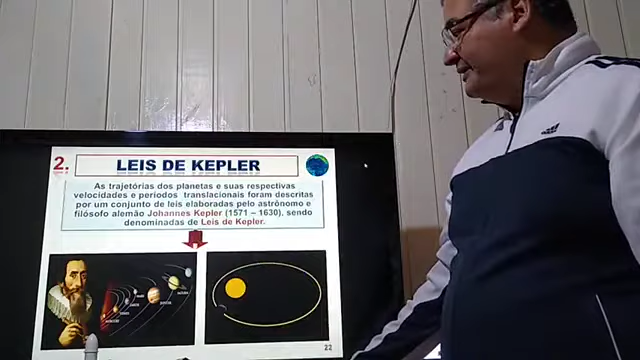 2.
LEIS DE KEPLER
As trajetórias dos planetas e suas respectivas
velocidades e períodos translacionais foram descritas
por um conjunto de leis elaboradas pelo astrônomo e
filósofo alemão Johannes Kepler (1571 – 1630), sendo
denominadas de Leis de Kepler.
22